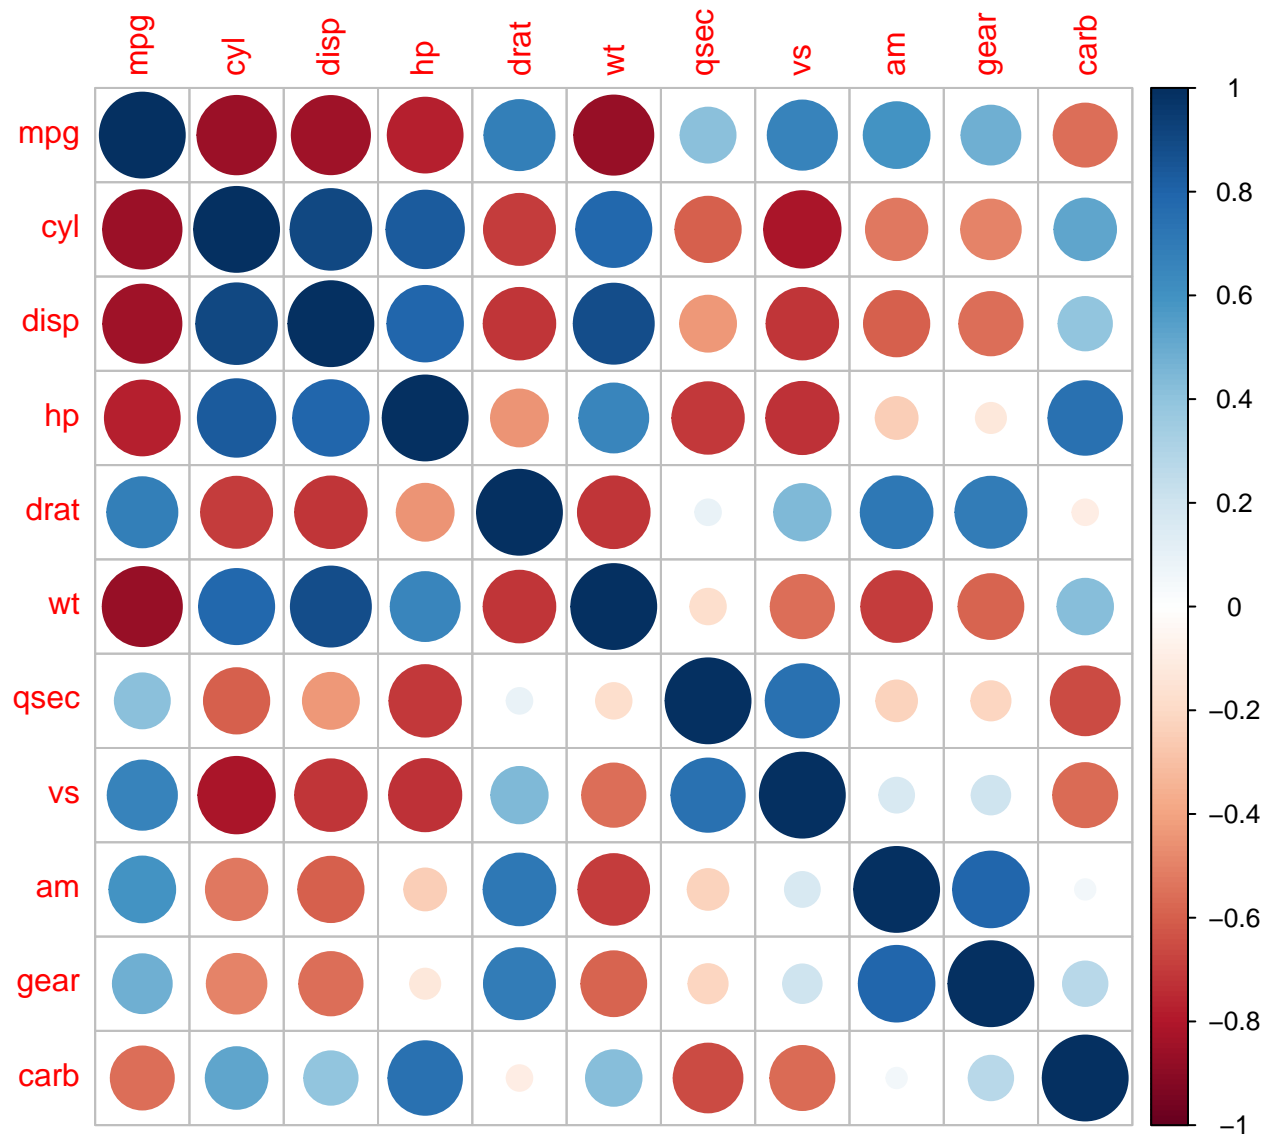 mpg cyl disp hp drat wt qsec vs am gear carb
mpg
cyl
disp
hp
drat
wt
qsec
vs
am
gear
carb
1
0.8
0.6
0.4
0.2
0
−0.2
−0.4
−0.6
−0.8
−1